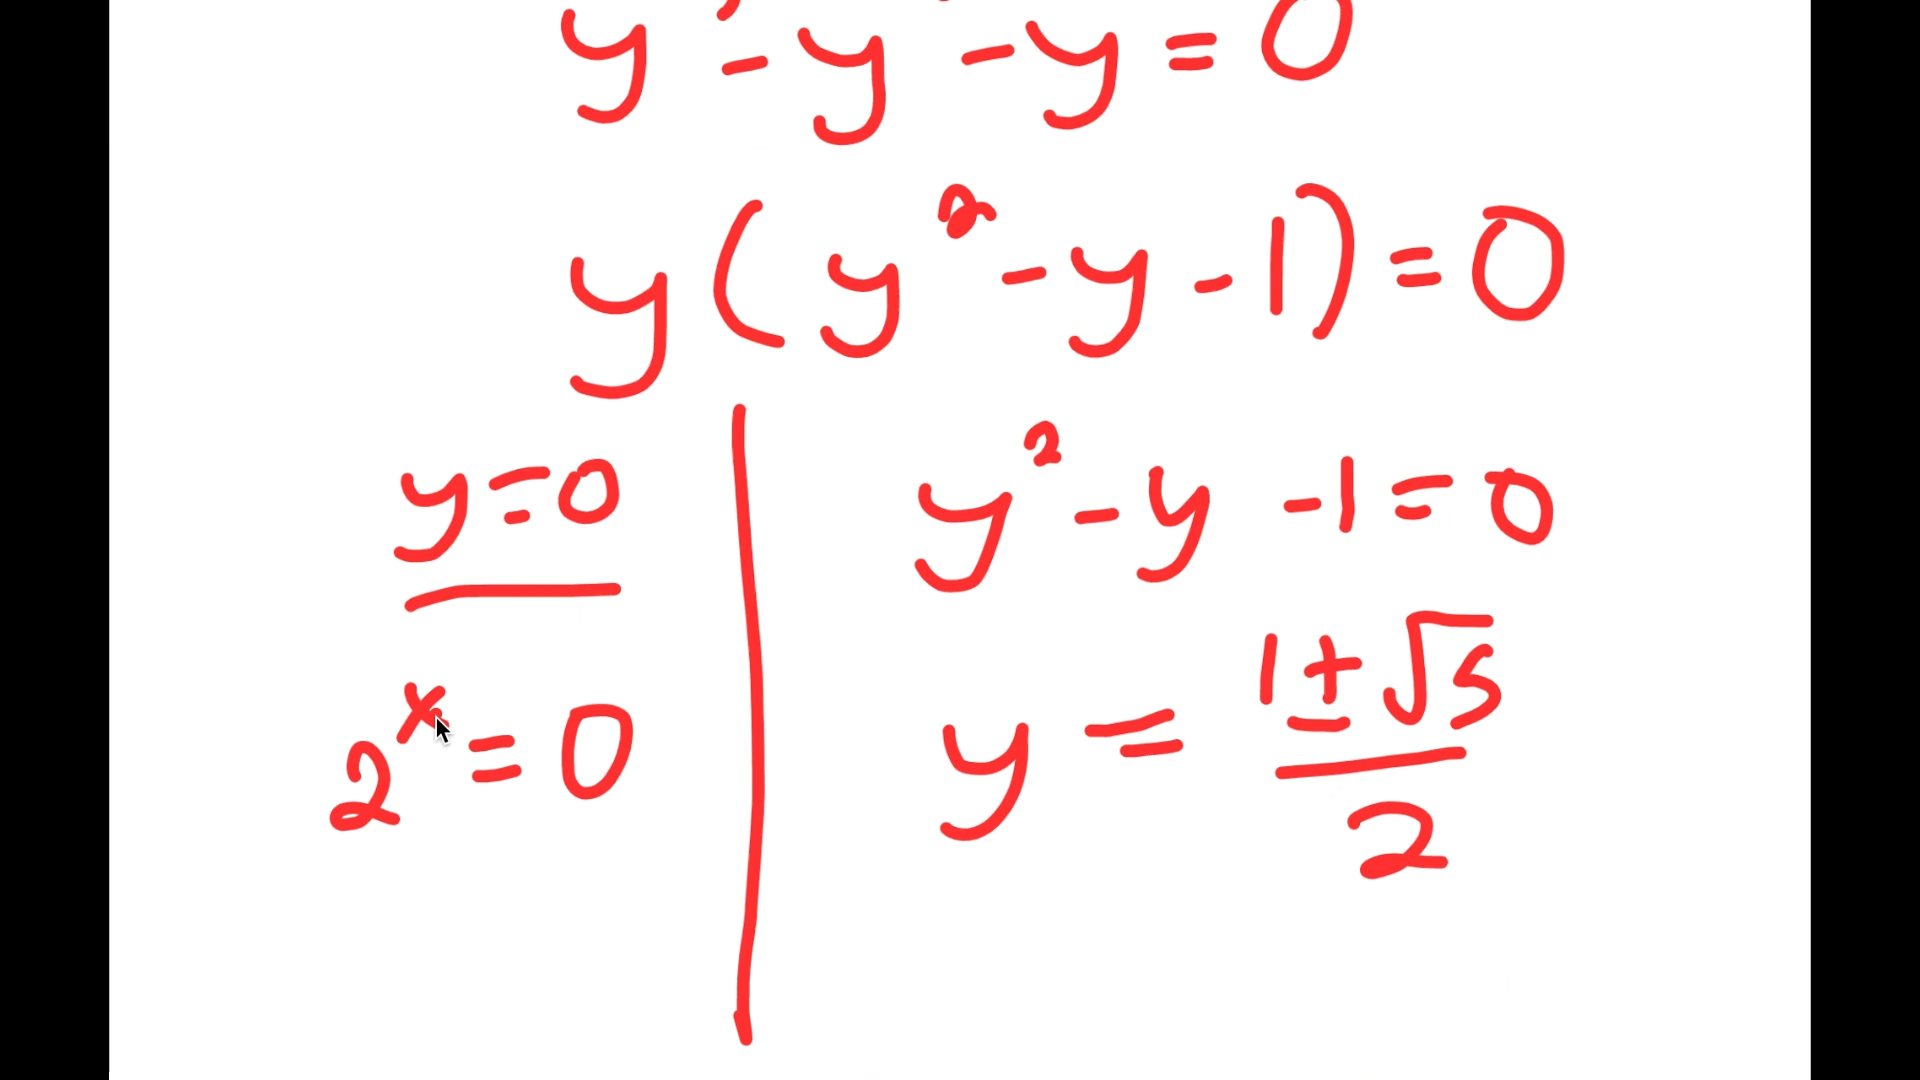 y - y - y = 0
y(y² - y - 1) = 0
y = 0
2ˣ = 0
y² - y - 1 = 0
y = (1 ± √5)/2